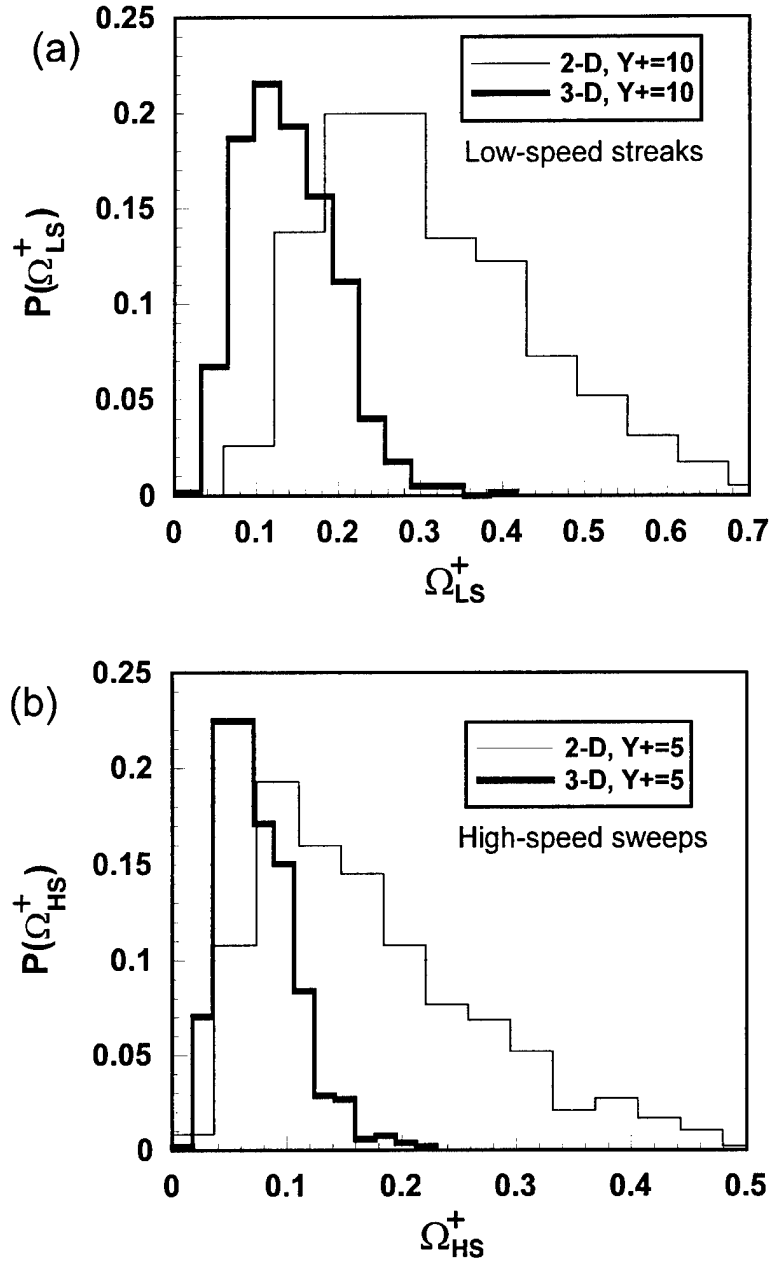 (a)
0.25
0.2
0.15
0.1
0.05
0
P(Ω+LS)
2-D, Y+=10
3-D, Y+=10
Low-speed streaks
0 0.1 0.2 0.3 0.4 0.5 0.6 0.7
Ω+LS
(b)
0.25
0.2
0.15
0.1
0.05
0
P(Ω+HS)
2-D, Y+=5
3-D, Y+=5
High-speed sweeps
0 0.1 0.2 0.3 0.4 0.5
Ω+HS